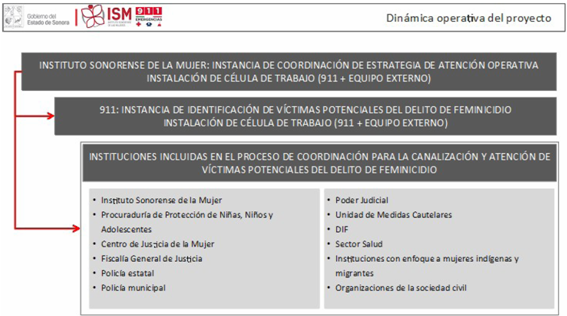 Gobierno del
Estado de Sonora
ISM
911
EMERGENCIAS
Dinámica operativa del proyecto
INSTITUTO SONORENSE DE LA MUJER: INSTANCIA DE COORDINACIÓN DE ESTRATEGIA DE ATENCIÓN OPERATIVA
INSTALACIÓN DE CÉLULA DE TRABAJO (911 + EQUIPO EXTERNO)
911: INSTANCIA DE IDENTIFICACIÓN DE VÍCTIMAS POTENCIALES DEL DELITO DE FEMINICIDIO
INSTALACIÓN DE CÉLULA DE TRABAJO (911 + EQUIPO EXTERNO)
INSTITUCIONES INCLUIDAS EN EL PROCESO DE COORDINACIÓN PARA LA CANALIZACIÓN Y ATENCIÓN DE
VÍCTIMAS POTENCIALES DEL DELITO DE FEMINICIDIO
• Instituto Sonorense de la Mujer
• Procuraduría de Protección de Niñas, Niños y
Adolescentes
• Centro de Justicia de la Mujer
• Fiscalía General de Justicia
• Policía estatal
• Policía municipal
• Poder Judicial
• Unidad de Medidas Cautelares
• DIF
• Sector Salud
• Instituciones con enfoque a mujeres indígenas y
migrantes
• Organizaciones de la sociedad civil